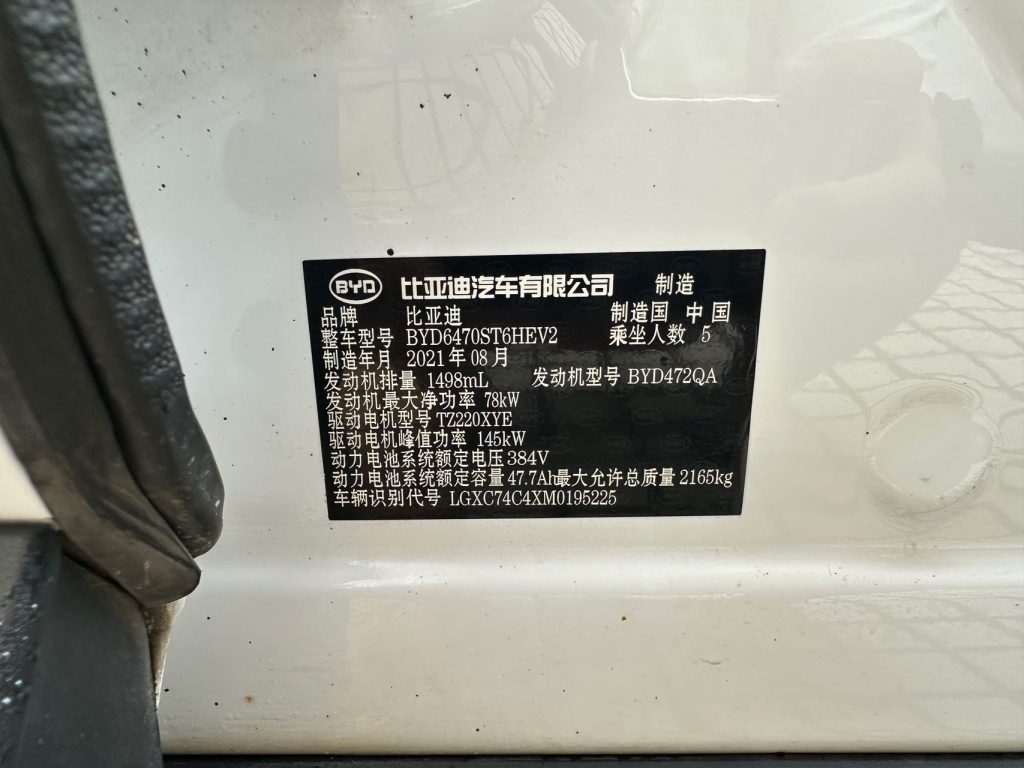 BYD 比亚迪汽车有限公司 制造
品牌 比亚迪 制造国 中国
整车型号 BYD6470ST6HEV2 乘坐人数 5
制造年月 2021年08月
发动机排量 1498mL 发动机型号 BYD472QA
发动机最大净功率 78kW
驱动电机型号 TZ220XYE
驱动电机峰值功率 145kW
动力电池系统额定电压 384V
动力电池系统额定容量 47.7Ah 最大允许总质量 2165kg
车辆识别代号 LGXC74C4XM0195225